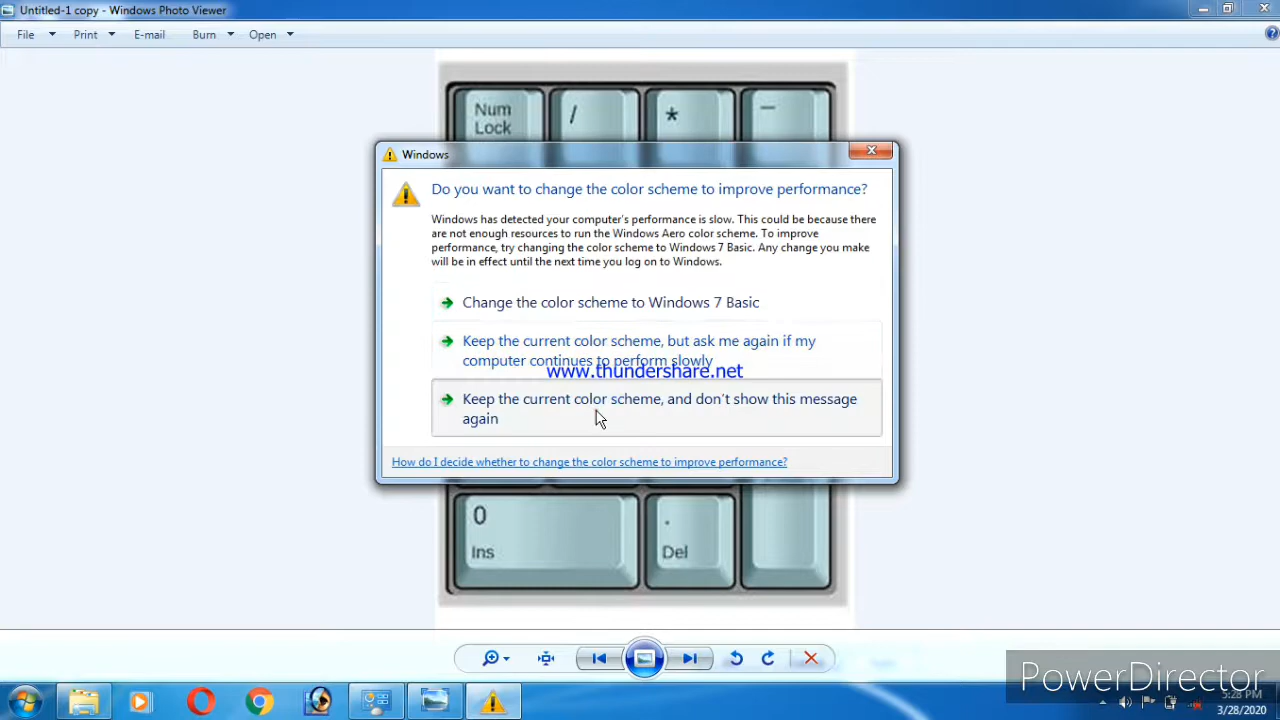 Untitled-1 copy - Windows Photo Viewer
File Print E-mail Burn Open
Num
Lock
/
*
−
Windows
Do you want to change the color scheme to improve performance?
Windows has detected your computer's performance is slow. This could be because there
are not enough resources to run the Windows Aero color scheme. To improve
performance, try changing the color scheme to Windows 7 Basic. Any change you make
will be in effect until the next time you log on to Windows.
Change the color scheme to Windows 7 Basic
Keep the current color scheme, but ask me again if my
computer continues to perform slowly
www.thundershare.net
Keep the current color scheme, and don't show this message
again
How do I decide whether to change the color scheme to improve performance?
0
Ins
.
Del
PowerDirector
5:28 PM
3/28/2020